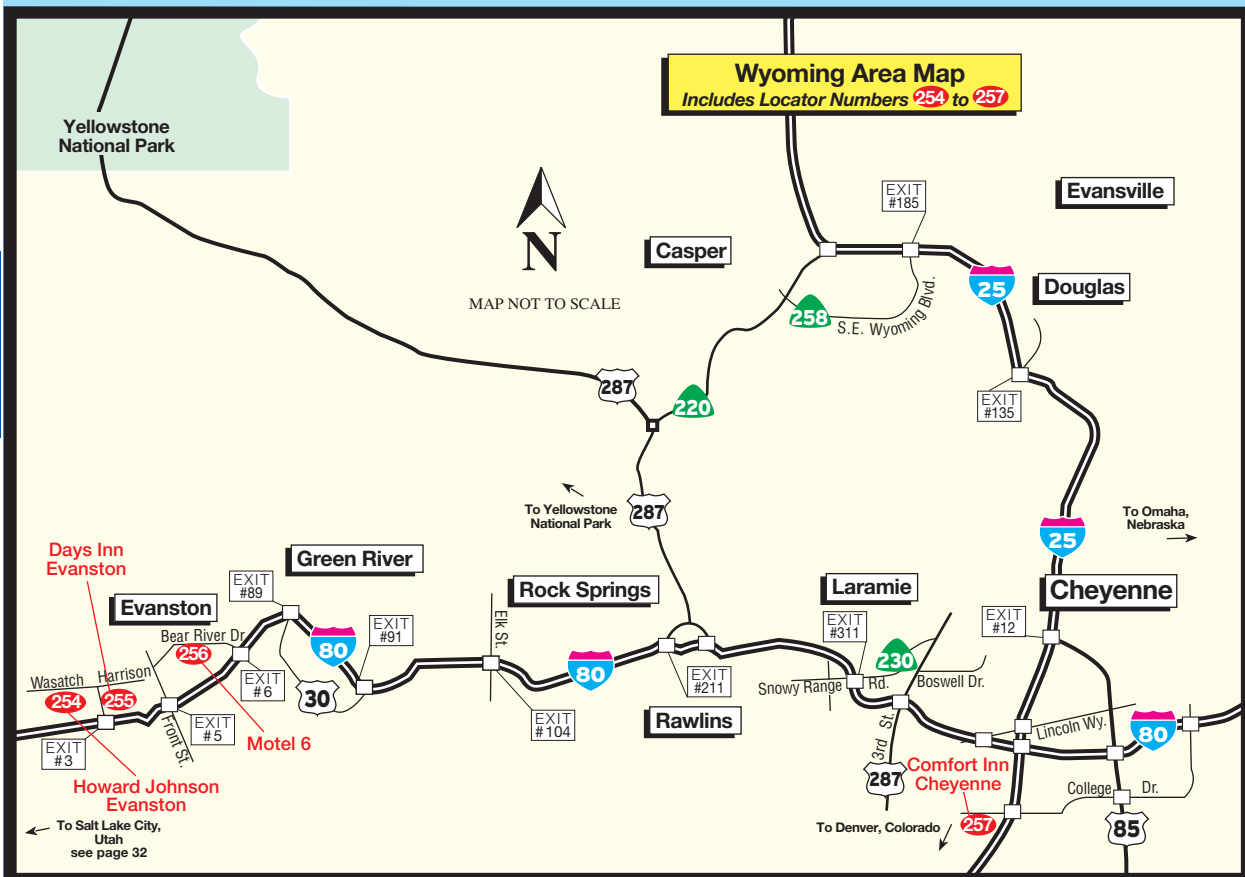 Wyoming Area Map
Includes Locator Numbers 254 to 257
Yellowstone
National Park
N
MAP NOT TO SCALE
Casper
EXIT
#185
Evansville
25
Douglas
258
S.E. Wyoming Blvd.
287
220
EXIT
#135
To Yellowstone
National Park
287
25
To Omaha,
Nebraska
Days Inn
Evanston
Green River
Evanston
EXIT
#89
Rock Springs
Laramie
Cheyenne
Bear River Dr.
256
80
EXIT
#91
Elk St.
EXIT
#311
EXIT
#12
230
Wasatch
Harrison
254
255
EXIT
#6
30
80
EXIT
#211
Snowy Range Rd.
Boswell Dr.
EXIT
#3
Front St.
EXIT
#5
Motel 6
EXIT
#104
Rawlins
3rd St.
Lincoln Wy.
80
Howard Johnson
Evanston
287
Comfort Inn
Cheyenne
College Dr.
To Salt Lake City,
Utah
see page 32
To Denver, Colorado
257
85